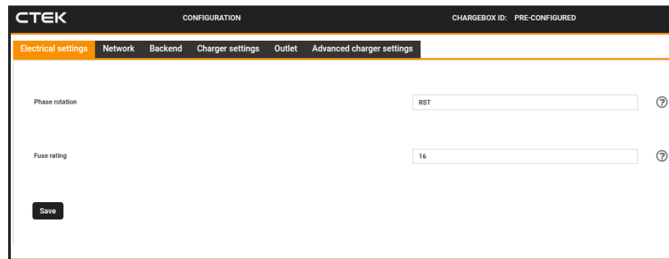 CTEK CONFIGURATION CHARGEBOX ID: PRE-CONFIGURED
Electrical settings Network Backend Charger settings Outlet Advanced charger settings
Phase rotation RST ?
Fuse rating 16 ?
Save